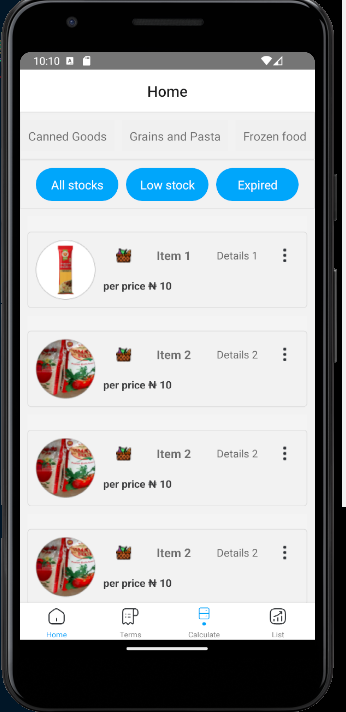 10:10
Home
Canned Goods Grains and Pasta Frozen food
All stocks Low stock Expired
Item 1 Details 1
per price ₦ 10
Item 2 Details 2
per price ₦ 10
Item 2 Details 2
per price ₦ 10
Item 2 Details 2
per price ₦ 10
Home Terms Calculate List